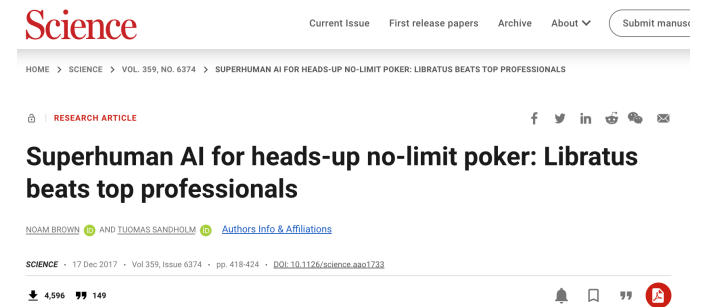 Science
Current Issue First release papers Archive About Submit manusc
HOME > SCIENCE > VOL. 359, NO. 6374 > SUPERHUMAN AI FOR HEADS-UP NO-LIMIT POKER: LIBRATUS BEATS TOP PROFESSIONALS
RESEARCH ARTICLE
Superhuman AI for heads-up no-limit poker: Libratus
beats top professionals
NOAM BROWN iD AND TUOMAS SANDHOLM iD Authors Info & Affiliations
SCIENCE • 17 Dec 2017 • Vol 359, Issue 6374 • pp. 418-424 • DOI: 10.1126/science.aao1733
4,596 149